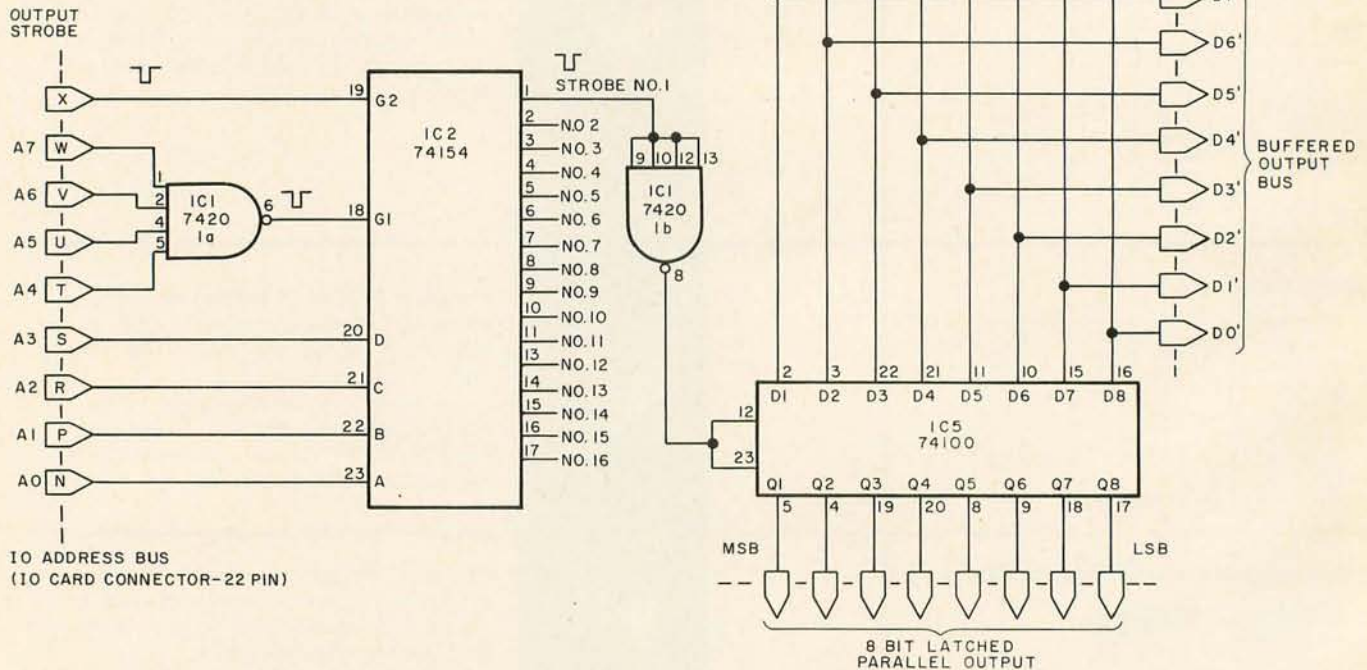 OUTPUT
STROBE
X
A7 W
A6 V
A5 U
A4 T
A3 S
A2 R
A1 P
A0 N
IO ADDRESS BUS
(IO CARD CONNECTOR-22 PIN)
1
2
4
5
IC1
7420
1a
6
19 G2
18 G1
20 D
21 C
22 B
23 A
IC2
74154
1 STROBE NO.1
2 NO 2
3 NO.3
4 NO.4
5 NO.5
6 NO.6
7 NO.7
8 NO.8
9 NO.9
10 NO.10
11 NO.11
13 NO.12
14 NO.13
15 NO.14
16 NO.15
17 NO.16
9 10 12 13
IC1
7420
1b
8
D6'
D5'
D4'
D3'
D2'
D1'
D0'
BUFFERED
OUTPUT
BUS
2 3 22 21 11 10 15 16
D1 D2 D3 D4 D5 D6 D7 D8
12
23
IC5
74100
Q1 Q2 Q3 Q4 Q5 Q6 Q7 Q8
5 4 19 20 8 9 18 17
MSB LSB
8 BIT LATCHED
PARALLEL OUTPUT